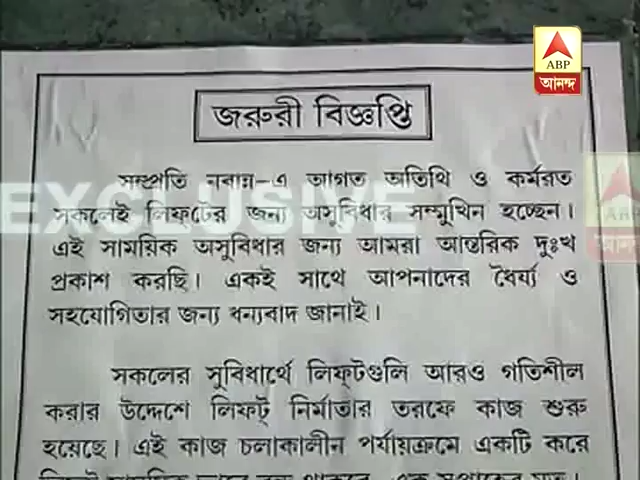 ABP
আনন্দ
জরুরী বিজ্ঞপ্তি
সম্প্রতি নবান্ন-এ আগত অতিথি ও কর্মরত
সকলেই লিফ্‌টের জন্য অসুবিধার সম্মুখিন হচ্ছেন।
এই সাময়িক অসুবিধার জন্য আমরা আন্তরিক দুঃখ
প্রকাশ করছি। একই সাথে আপনাদের ধৈর্য্য ও
সহযোগিতার জন্য ধন্যবাদ জানাই।
EXCLUSIVE
সকলের সুবিধার্থে লিফ্‌টগুলি আরও গতিশীল
করার উদ্দেশে লিফ্‌ট্ নির্মাতার তরফে কাজ শুরু
হয়েছে। এই কাজ চলাকালীন পর্যায়ক্রমে একটি করে